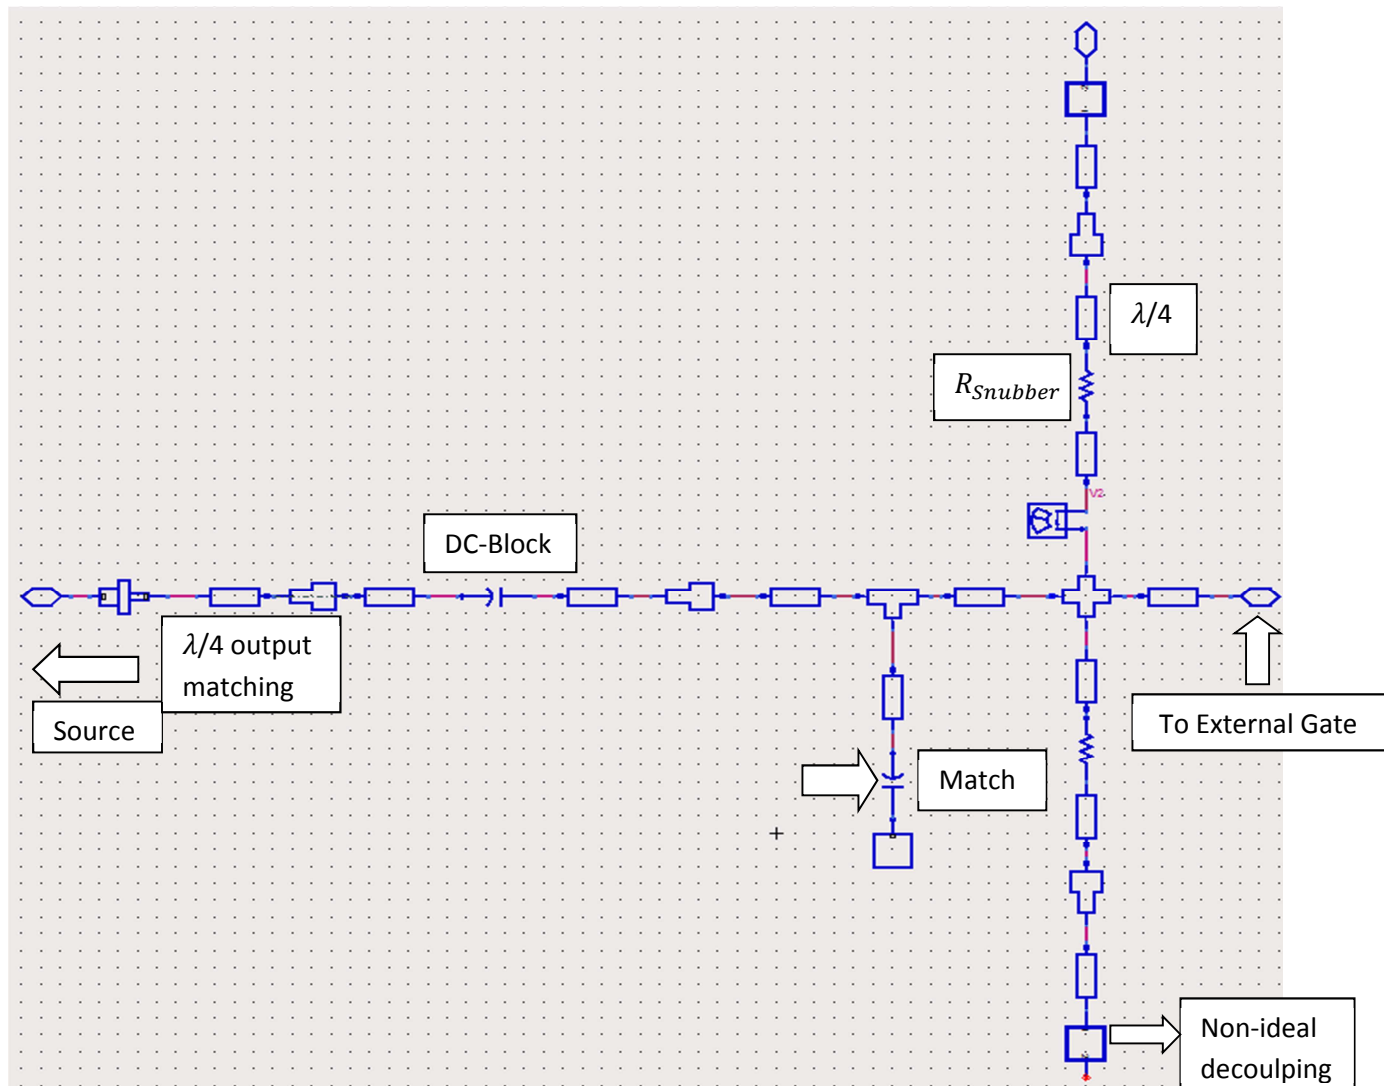 λ/4
R_Snubber
V2
DC-Block
λ/4 output
matching
Source
To External Gate
Match
Non-ideal
decoulping